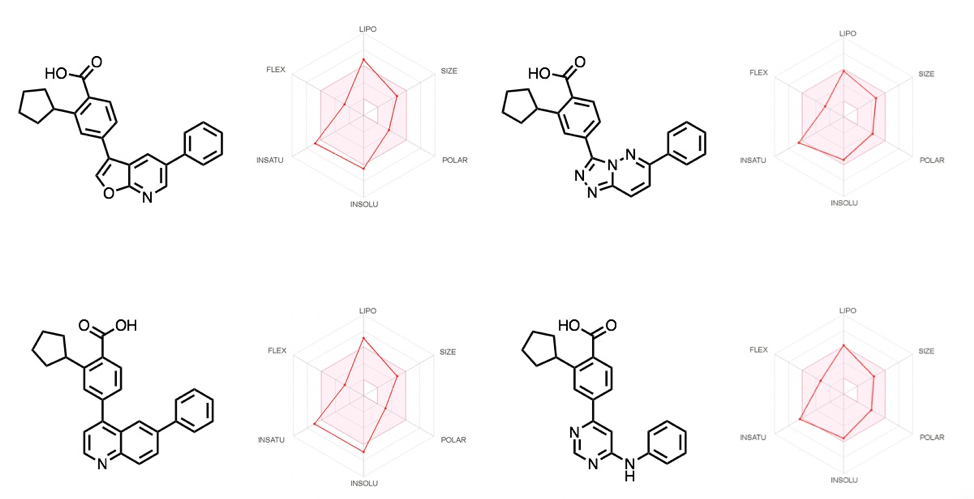 LIPO
FLEX SIZE
INSATU POLAR
INSOLU
HO O
O N
LIPO
FLEX SIZE
INSATU POLAR
INSOLU
HO O
N N N
N N
LIPO
FLEX SIZE
INSATU POLAR
INSOLU
O OH
N
LIPO
FLEX SIZE
INSATU POLAR
INSOLU
HO O
N
N N
H